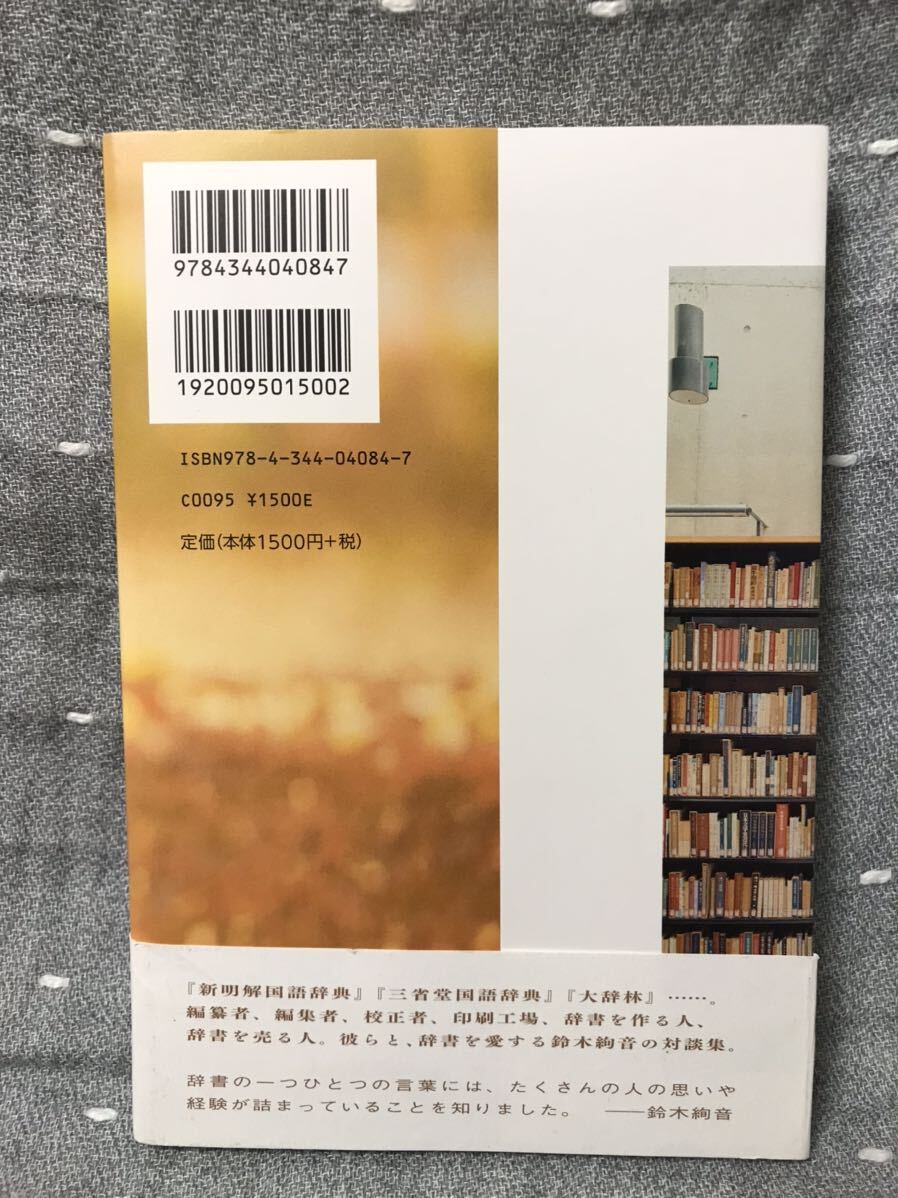 9784344040847
1920095015002
ISBN978-4-344-04084-7
C0095 ¥1500E
定価(本体1500円+税)
『新明解国語辞典』『三省堂国語辞典』『大辞林』……。
編纂者、編集者、校正者、印刷工場、辞書を作る人、
辞書を売る人。彼らと、辞書を愛する鈴木絢音の対談集。
辞書の一つひとつの言葉には、たくさんの人の思いや
経験が詰まっていることを知りました。 ——鈴木絢音